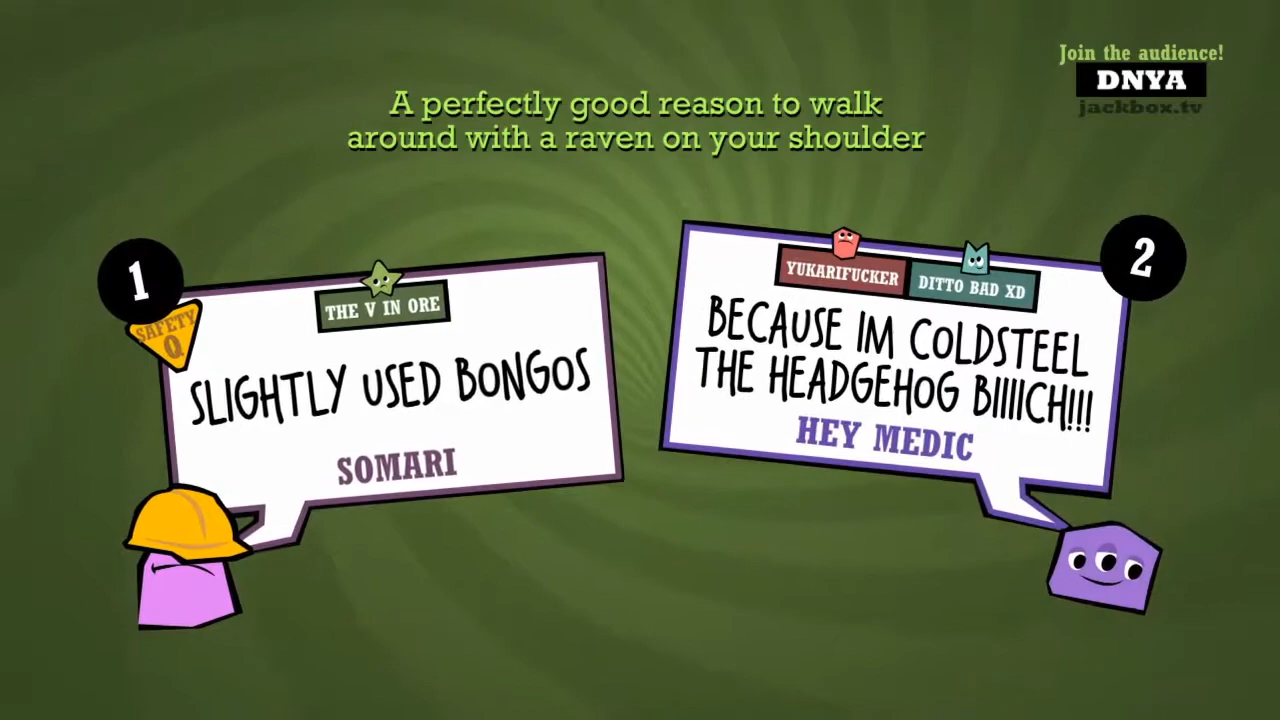 Join the audience!
DNYA
jackbox.tv
A perfectly good reason to walk
around with a raven on your shoulder
1
SAFETY
Q
THE V IN ORE
SLIGHTLY USED BONGOS
SOMARI
2
YUKARIFUCKER
DITTO BAD XD
BECAUSE IM COLDSTEEL
THE HEADGEHOG BIIIICH!!!
HEY MEDIC